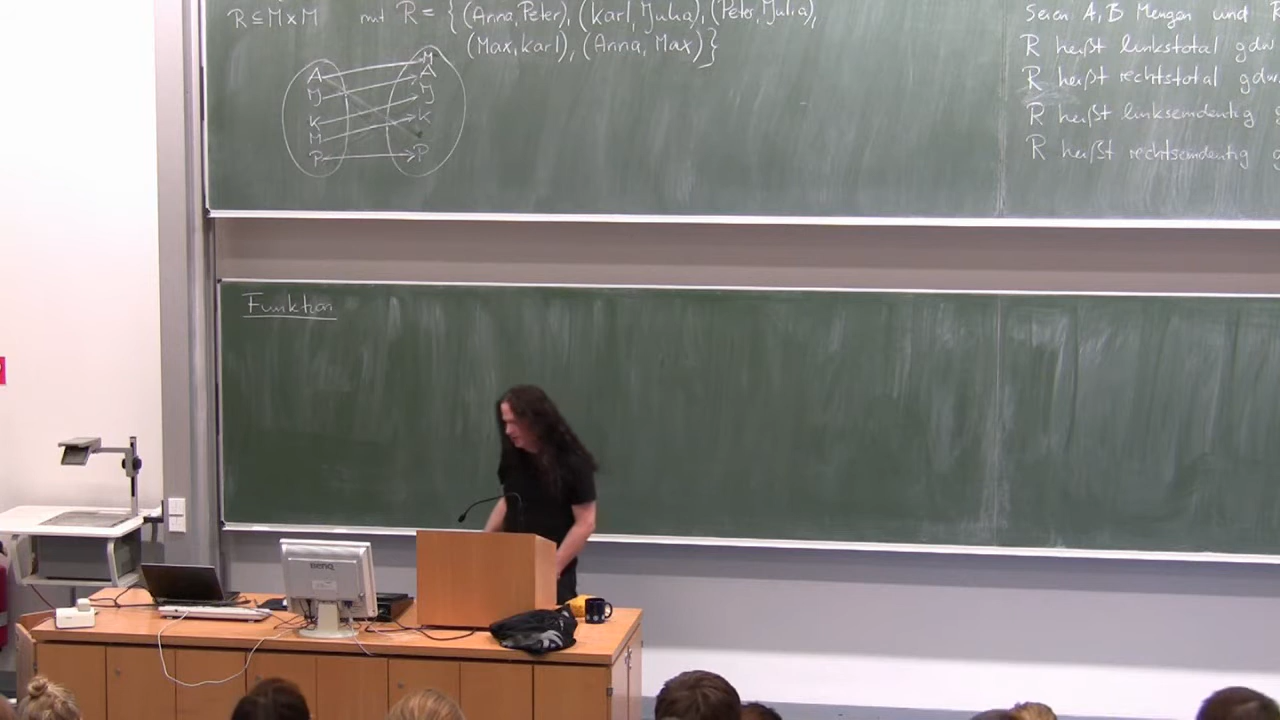 R ⊆ M × M mit R = { (Anna, Peter), (Karl, Julia), (Peter, Julia),
(Max, Karl), (Anna, Max) }
A
J
K
M
P
M
A
J
K
P
Seien A, B Mengen und R
R heißt linkstotal gdw
R heißt rechtstotal gdw.
R heißt linkseindeutig g
R heißt rechtseindeutig g
Funktion
BenQ